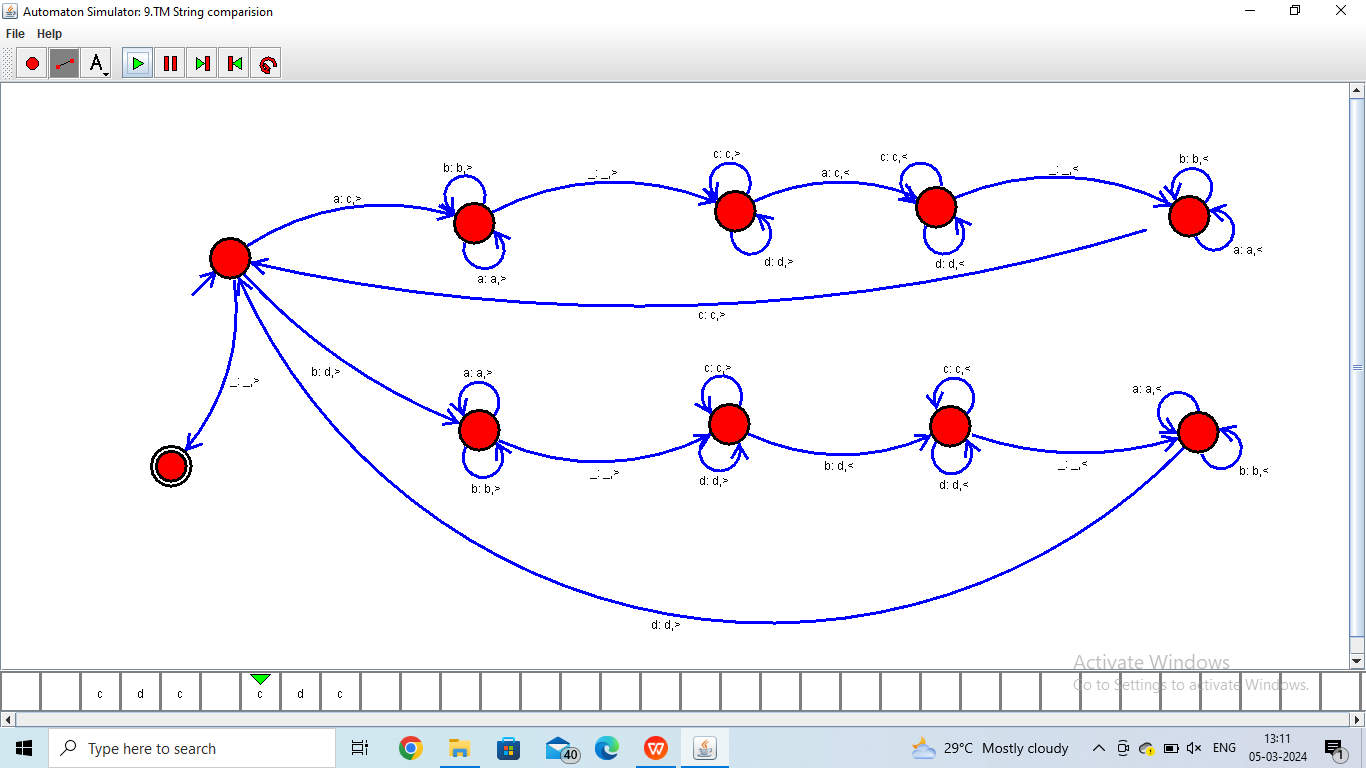 Automaton Simulator: 9.TM String comparision
File Help
A
c: c,>
c: c,<
b: b,<
b: b,>
_: _,>
a: c,<
_: _,<
a: c,>
a: a,<
d: d,>
d: d,<
a: a,>
c: c,>
c: c,>
c: c,<
b: d,>
a: a,>
_: _,>
a: a,<
b: d,<
_: _,<
b: b,<
_: _,>
d: d,>
d: d,<
b: b,>
d: d,>
Activate Windows
Go to Settings to activate Windows.
c d c c d c
Type here to search
40
W
29°C Mostly cloudy
ENG
13:11
05-03-2024
1